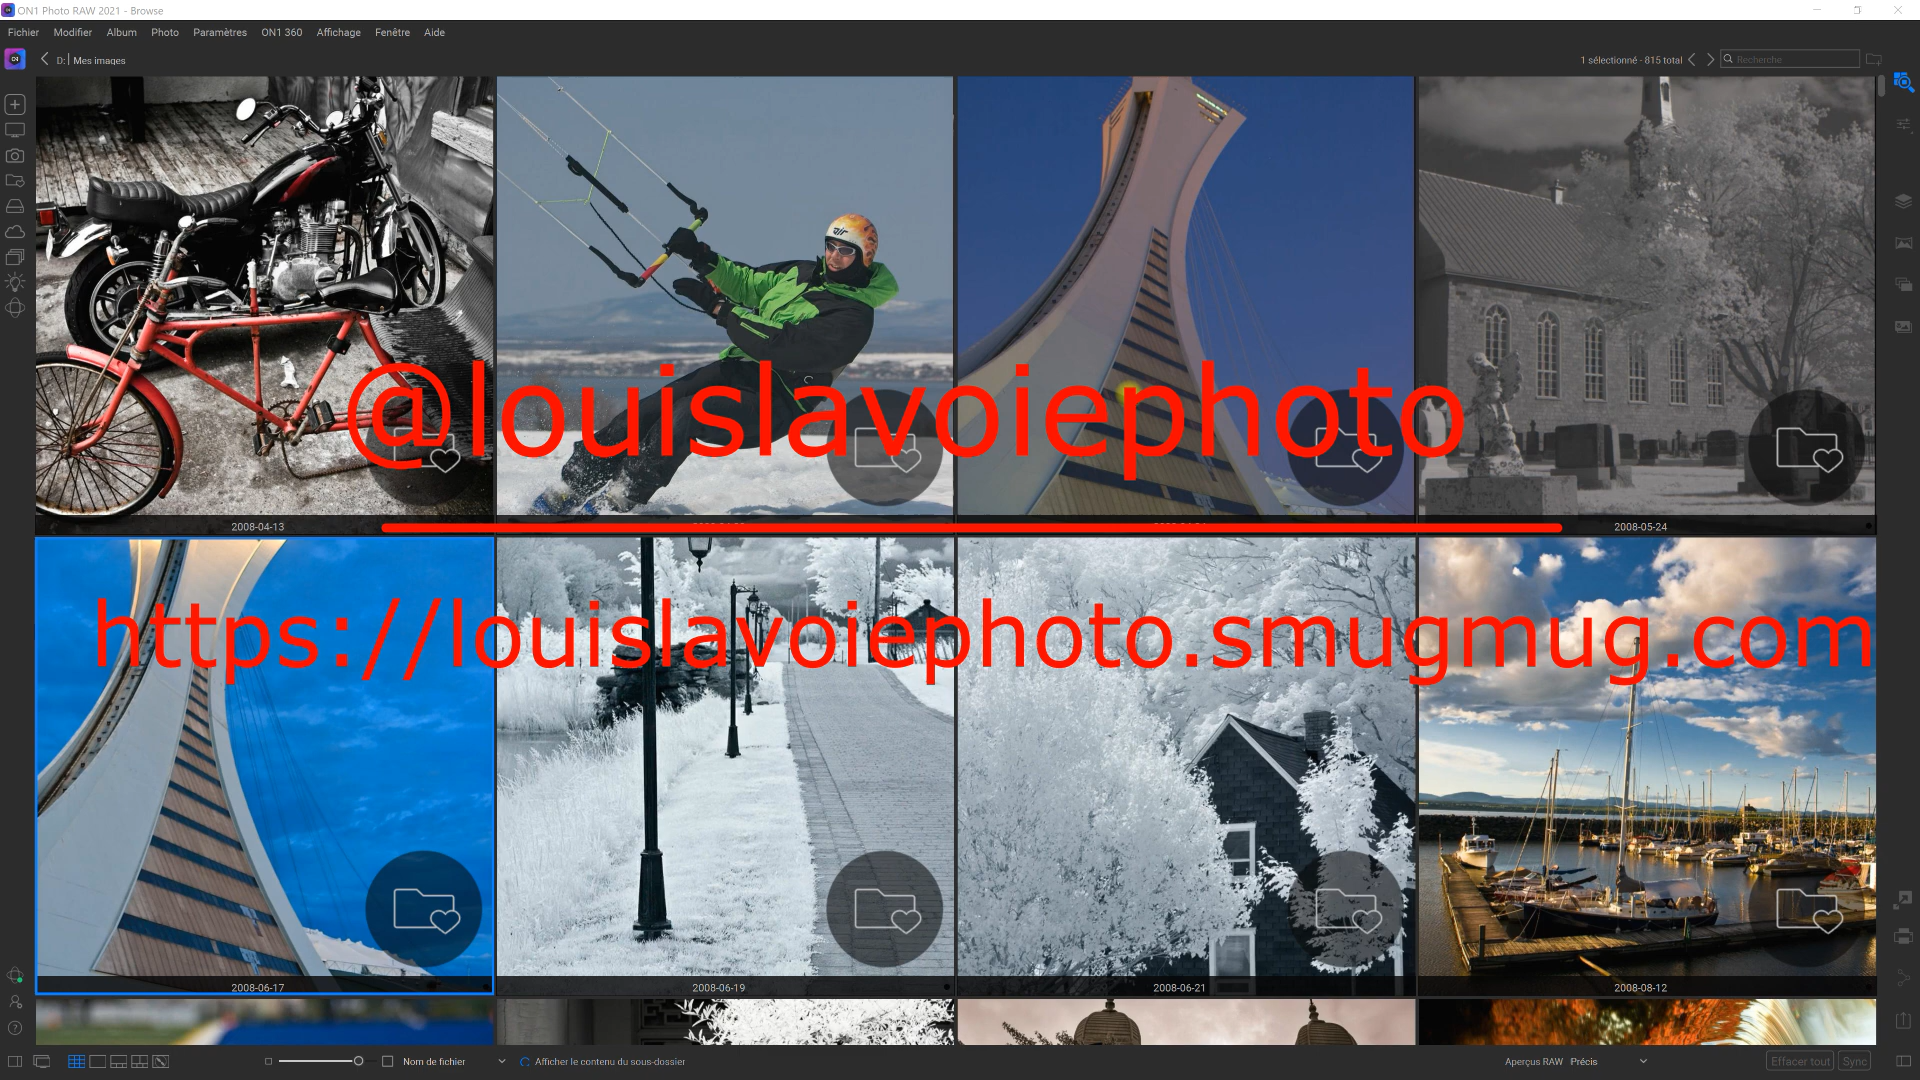 ON1 Photo RAW 2021 - Browse
Fichier Modifier Album Photo Paramètres ON1 360 Affichage Fenêtre Aide
D: Mes images
1 sélectionné - 815 total
Recherche
air
@louislavoiephoto
2008-04-13
2008-05-24
https://louislavoiephoto.smugmug.com
2008-06-17
2008-06-19
2008-06-21
2008-08-12
Nom de fichier
Afficher le contenu du sous-dossier
Aperçus RAW Précis
Effacer tout
Sync